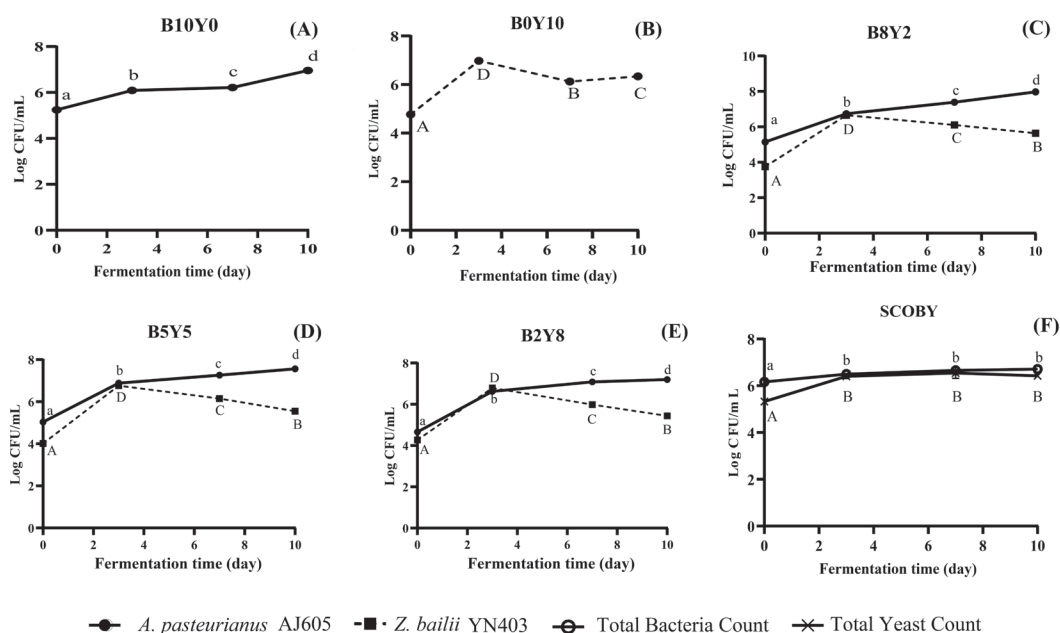 B10Y0
(A)
Log CFU/mL
8
6
4
2
0
a
b
c
d
0 2 4 6 8 10
Fermentation time (day)
B0Y10
(B)
Log CFU/mL
8
6
4
2
0
A
D
B
C
0 2 4 6 8 10
Fermentation time (day)
B8Y2
(C)
Log CFU/mL
10
8
6
4
2
0
a
b
c
d
A
D
C
B
0 2 4 6 8 10
Fermentation time (day)
B5Y5
(D)
Log CFU/mL
8
6
4
2
0
a
b
c
d
A
D
C
B
0 2 4 6 8 10
Fermentation time (day)
B2Y8
(E)
Log CFU/mL
8
6
4
2
0
a
D
b
c
d
A
C
B
0 2 4 6 8 10
Fermentation time (day)
SCOBY
(F)
Log CFU/m L
8
6
4
2
0
a
b
b
b
A
B
B
B
0 2 4 6 8 10
Fermentation time (day)
A. pasteurianus AJ605 Z. bailii YN403 Total Bacteria Count Total Yeast Count